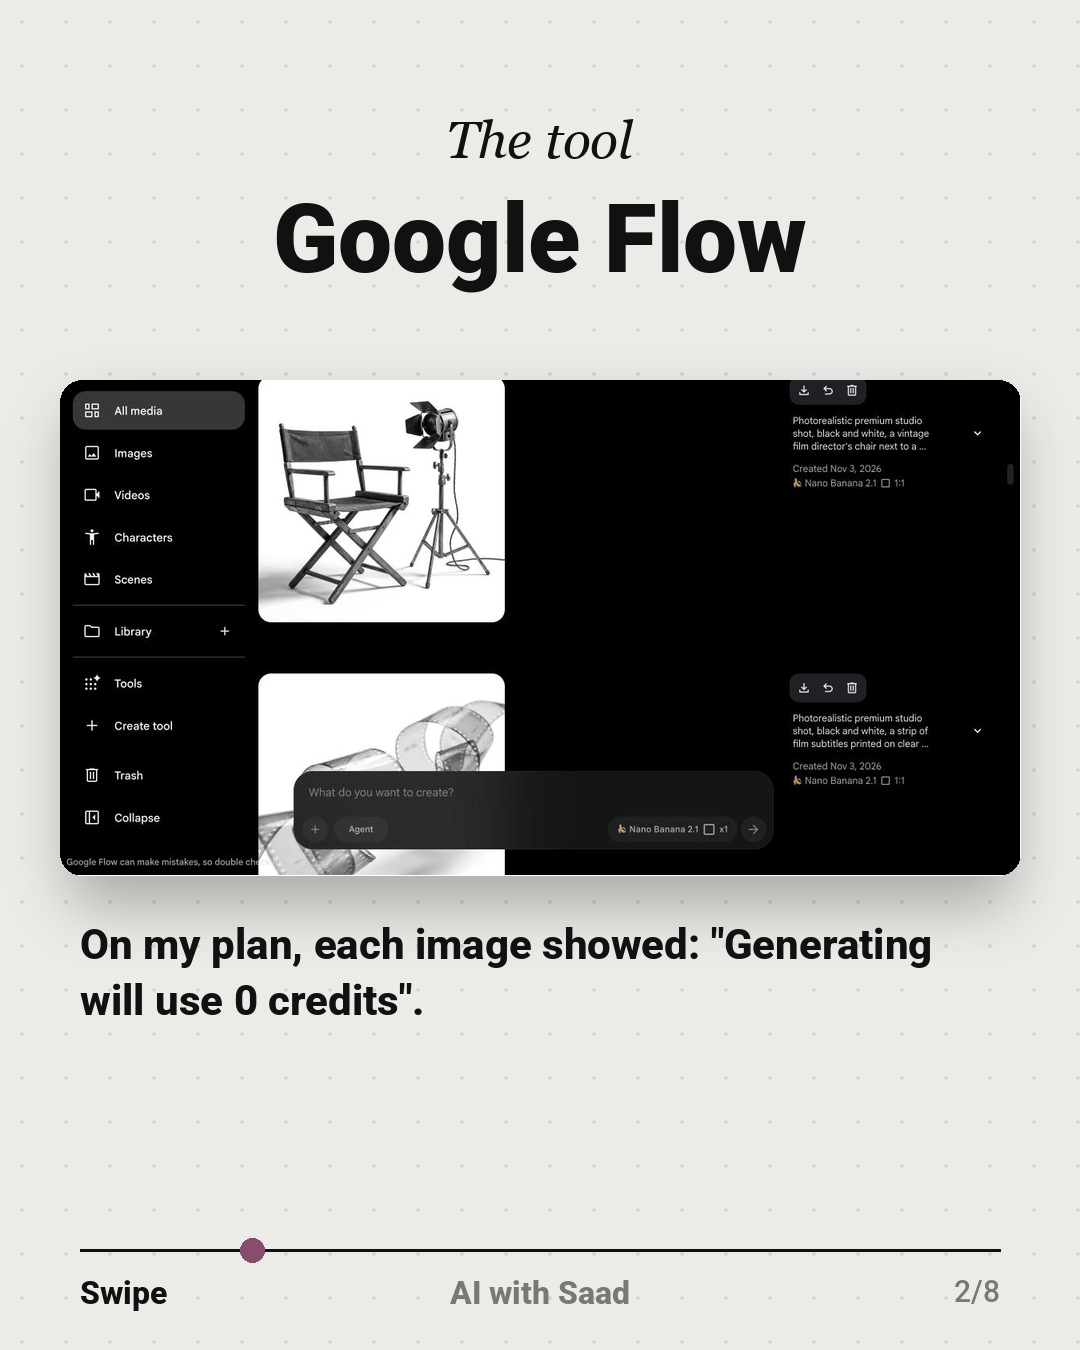 The tool
Google Flow
All media
Images
Videos
Characters
Scenes
Library
Tools
Create tool
Trash
Collapse
Google Flow can make mistakes, so double che
Photorealistic premium studio
shot, black and white, a vintage
film director's chair next to a ...
Created Nov 3, 2026
Nano Banana 2.1 1:1
Photorealistic premium studio
shot, black and white, a strip of
film subtitles printed on clear ...
Created Nov 3, 2026
Nano Banana 2.1 1:1
What do you want to create?
Agent
Nano Banana 2.1 x1
On my plan, each image showed: "Generating
will use 0 credits".
Swipe
AI with Saad
2/8